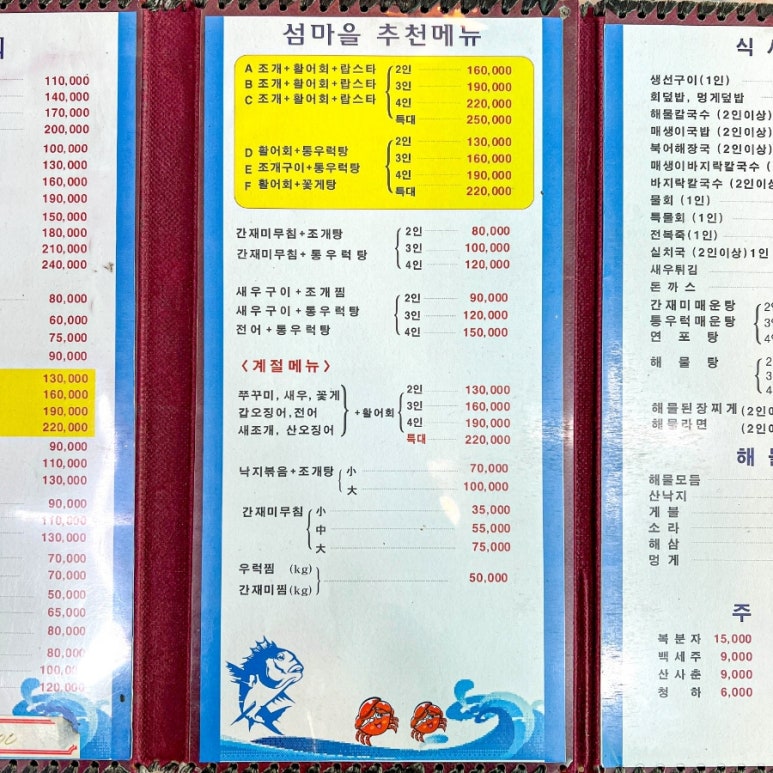 110,000
140,000
170,000
200,000
100,000
130,000
160,000
190,000
150,000
180,000
210,000
240,000
80,000
60,000
75,000
90,000
130,000
160,000
190,000
220,000
90,000
110,000
130,000
90,000
110,000
130,000
70,000
70,000
50,000
65,000
80,000
80,000
100,000
120,000
섬마을 추천메뉴
A 조개+활어회+랍스타
B 조개+활어회+랍스타
C 조개+활어회+랍스타
2인 160,000
3인 190,000
4인 220,000
특대 250,000
D 활어회+통우럭탕
E 조개구이+통우럭탕
F 활어회+꽃게탕
2인 130,000
3인 160,000
4인 190,000
특대 220,000
간재미무침+조개탕
간재미무침+통우럭탕
2인 80,000
3인 100,000
4인 120,000
새우구이+조개찜
새우구이+통우럭탕
전어+통우럭탕
2인 90,000
3인 120,000
4인 150,000
<계절메뉴>
쭈꾸미, 새우, 꽃게
갑오징어,전어
새조개, 산오징어
+활어회
2인 130,000
3인 160,000
4인 190,000
특대 220,000
낙지볶음+조개탕
小 70,000
大 100,000
간재미무침
小 35,000
中 55,000
大 75,000
우럭찜 (kg)
간재미찜(kg)
50,000
식
생선구이(1인)
회덮밥, 멍게덮밥
해물칼국수 (2인이상)
매생이국밥 (2인이상)
북어해장국 (2인이상)
매생이바지락칼국수 (
바지락칼국수 (2인이상
물회 (1인)
특물회 (1인)
전복죽(1인)
실치국 (2인이상)1인
새우튀김
돈까스
간재미매운탕
통우럭매운탕
연포탕
해물탕
해물된장찌개 (2인이
해물라면 (2인이
해물
해물모듬
산낙지
게불
소라
해삼
멍게
주
복분자 15,000
백세주 9,000
산사춘 9,000
청하 6,000